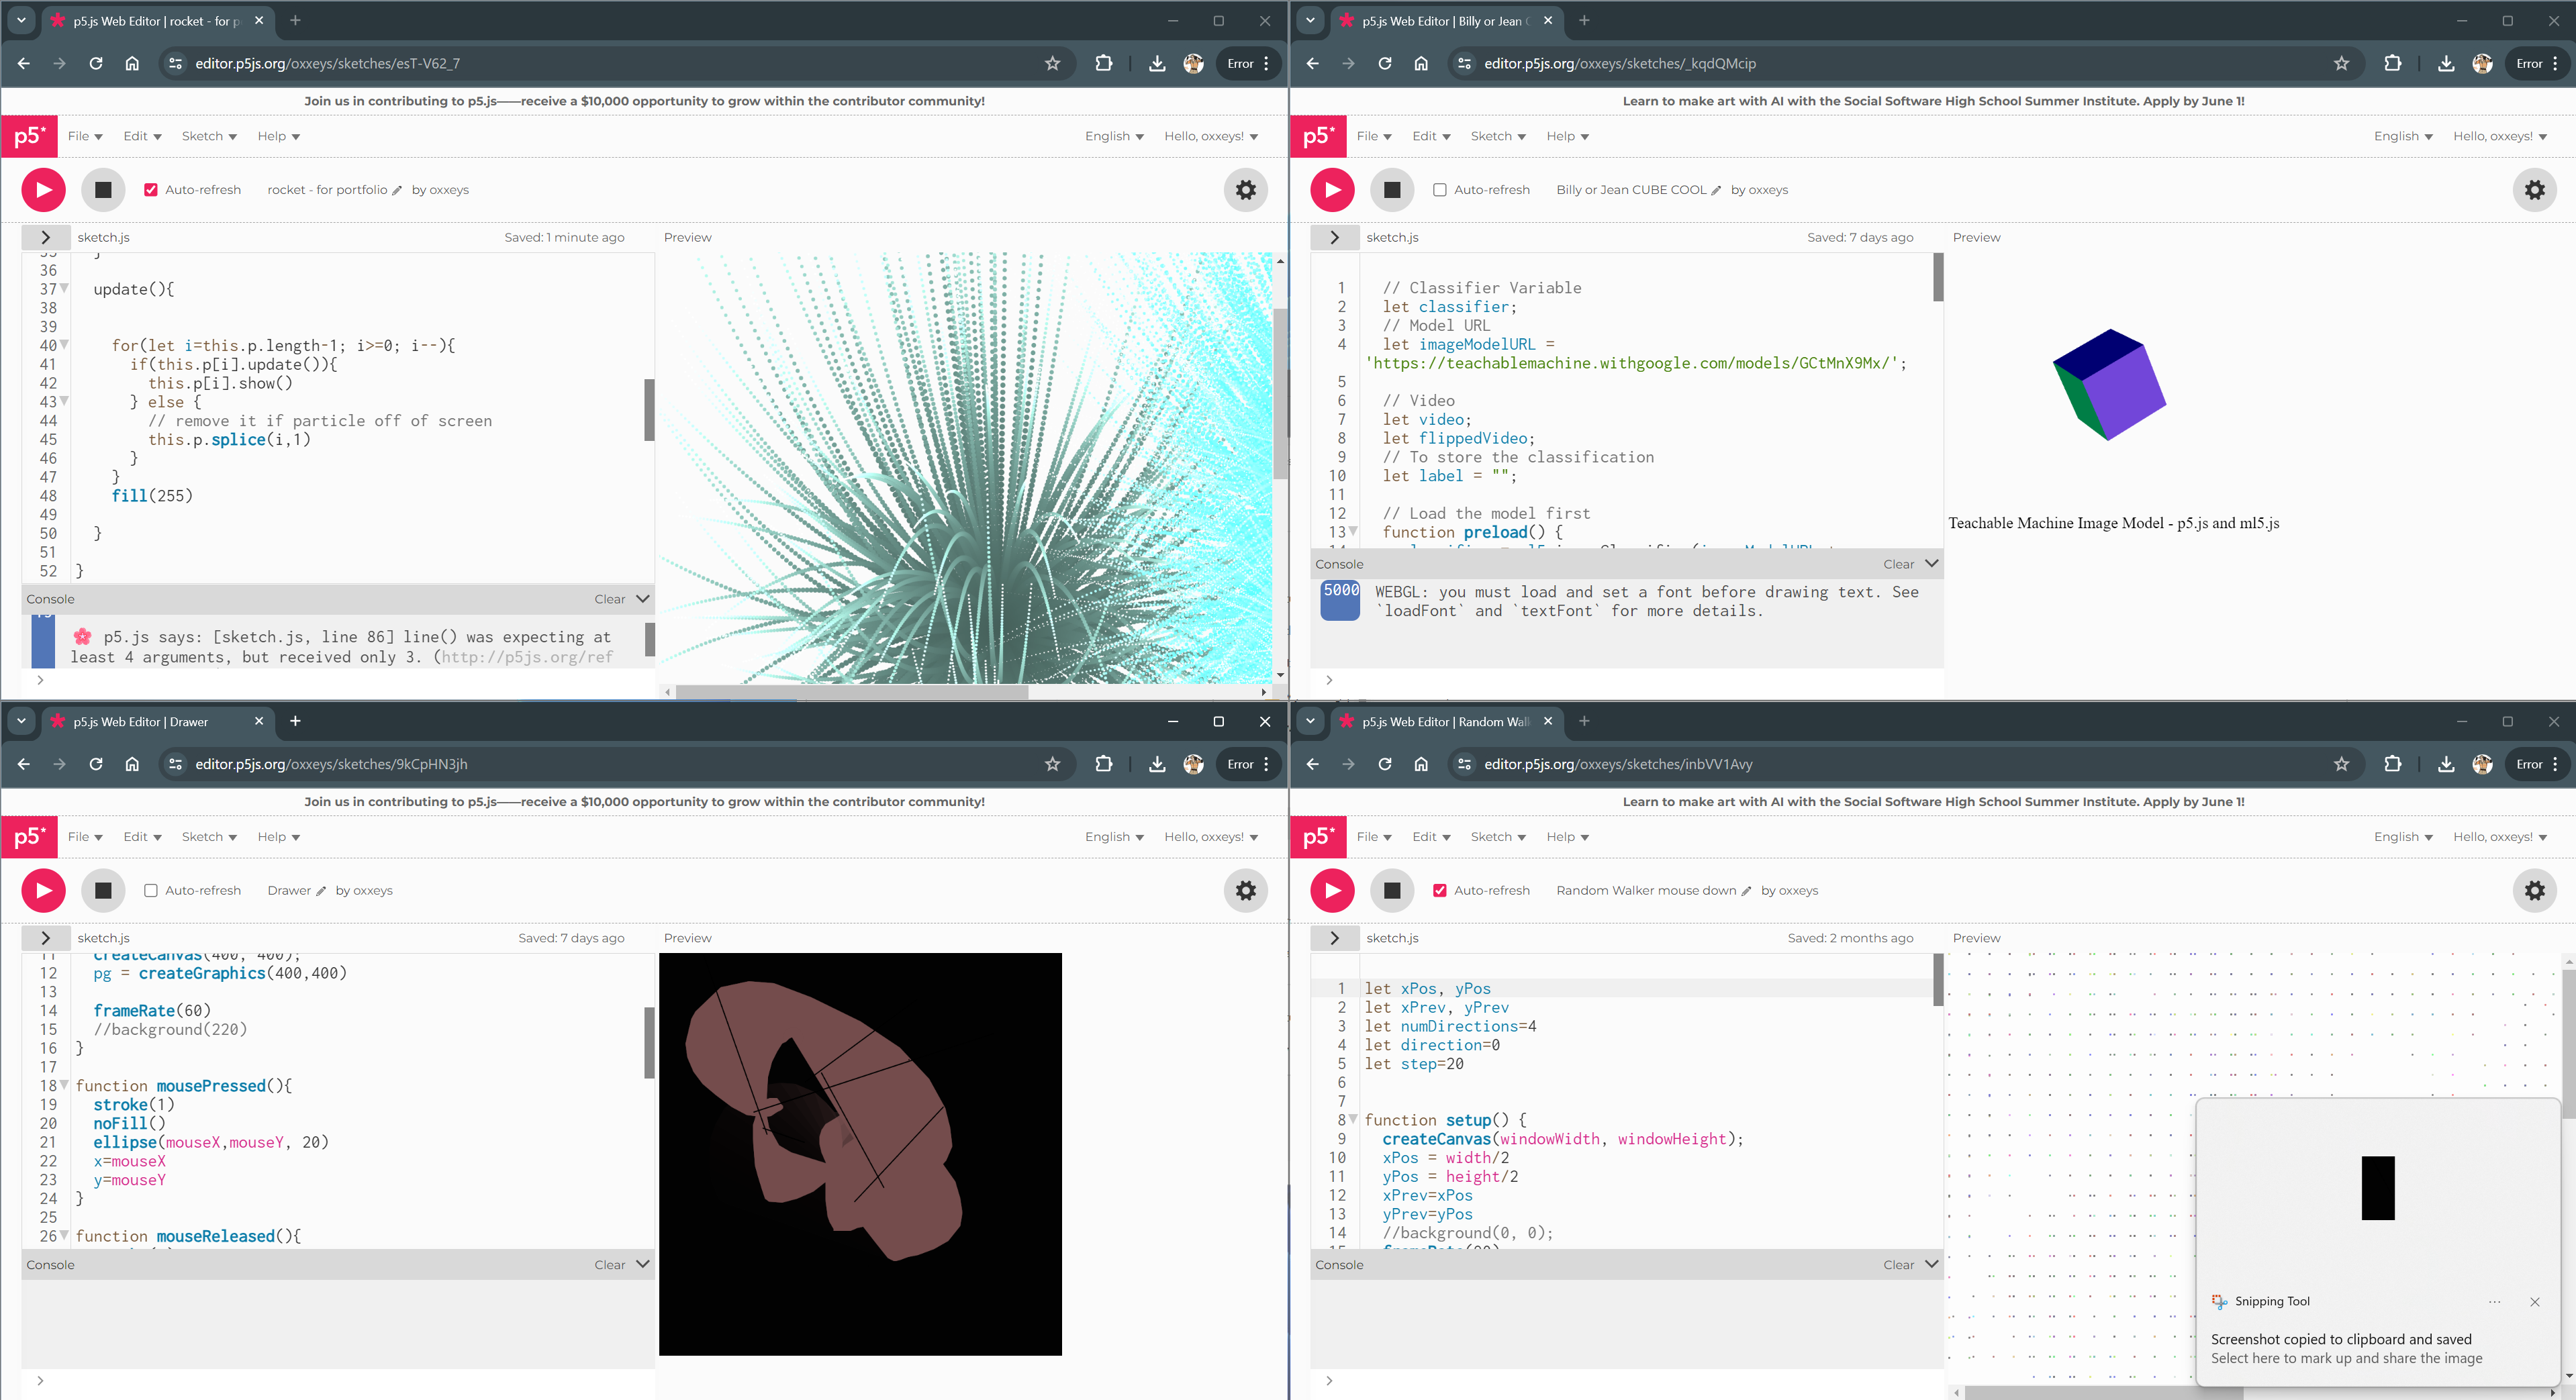 p5.js Web Editor | rocket - for p
editor.p5js.org/oxxeys/sketches/esT-V62_7
Error
Join us in contributing to p5.js——receive a $10,000 opportunity to grow within the contributor community!
p5* File Edit Sketch Help English Hello, oxxeys!
Auto-refresh rocket - for portfolio by oxxeys
sketch.js Saved: 1 minute ago Preview
35 }
36
37 update(){
38
39
40 for(let i=this.p.length-1; i>=0; i--){
41 if(this.p[i].update()){
42 this.p[i].show()
43 } else {
44 // remove it if particle off of screen
45 this.p.splice(i,1)
46 }
47 }
48 fill(255)
49
50 }
51
52 }
Console Clear
🌸 p5.js says: [sketch.js, line 86] line() was expecting at
least 4 arguments, but received only 3. (http://p5js.org/ref
>
p5.js Web Editor | Billy or Jean C
editor.p5js.org/oxxeys/sketches/_kqdQMcip
Error
Learn to make art with AI with the Social Software High School Summer Institute. Apply by June 1!
p5* File Edit Sketch Help English Hello, oxxeys!
Auto-refresh Billy or Jean CUBE COOL by oxxeys
sketch.js Saved: 7 days ago Preview
1 // Classifier Variable
2 let classifier;
3 // Model URL
4 let imageModelURL =
'https://teachablemachine.withgoogle.com/models/GCtMnX9Mx/';
5
6 // Video
7 let video;
8 let flippedVideo;
9 // To store the classification
10 let label = "";
11
12 // Load the model first
13 function preload() {
Teachable Machine Image Model - p5.js and ml5.js
Console Clear
5000 WEBGL: you must load and set a font before drawing text. See
`loadFont` and `textFont` for more details.
>
p5.js Web Editor | Drawer
editor.p5js.org/oxxeys/sketches/9kCpHN3jh
Error
Join us in contributing to p5.js——receive a $10,000 opportunity to grow within the contributor community!
p5* File Edit Sketch Help English Hello, oxxeys!
Auto-refresh Drawer by oxxeys
sketch.js Saved: 7 days ago Preview
11 createCanvas(400, 400);
12 pg = createGraphics(400,400)
13
14 frameRate(60)
15 //background(220)
16 }
17
18 function mousePressed(){
19 stroke(1)
20 noFill()
21 ellipse(mouseX,mouseY, 20)
22 x=mouseX
23 y=mouseY
24 }
25
26 function mouseReleased(){
Console Clear
>
p5.js Web Editor | Random Walk
editor.p5js.org/oxxeys/sketches/inbVV1Avy
Error
Learn to make art with AI with the Social Software High School Summer Institute. Apply by June 1!
p5* File Edit Sketch Help English Hello, oxxeys!
Auto-refresh Random Walker mouse down by oxxeys
sketch.js Saved: 2 months ago Preview
1 let xPos, yPos
2 let xPrev, yPrev
3 let numDirections=4
4 let direction=0
5 let step=20
6
7
8 function setup() {
9 createCanvas(windowWidth, windowHeight);
10 xPos = width/2
11 yPos = height/2
12 xPrev=xPos
13 yPrev=yPos
14 //background(0, 0);
Console Clear
>
Snipping Tool
Screenshot copied to clipboard and saved
Select here to mark up and share the image